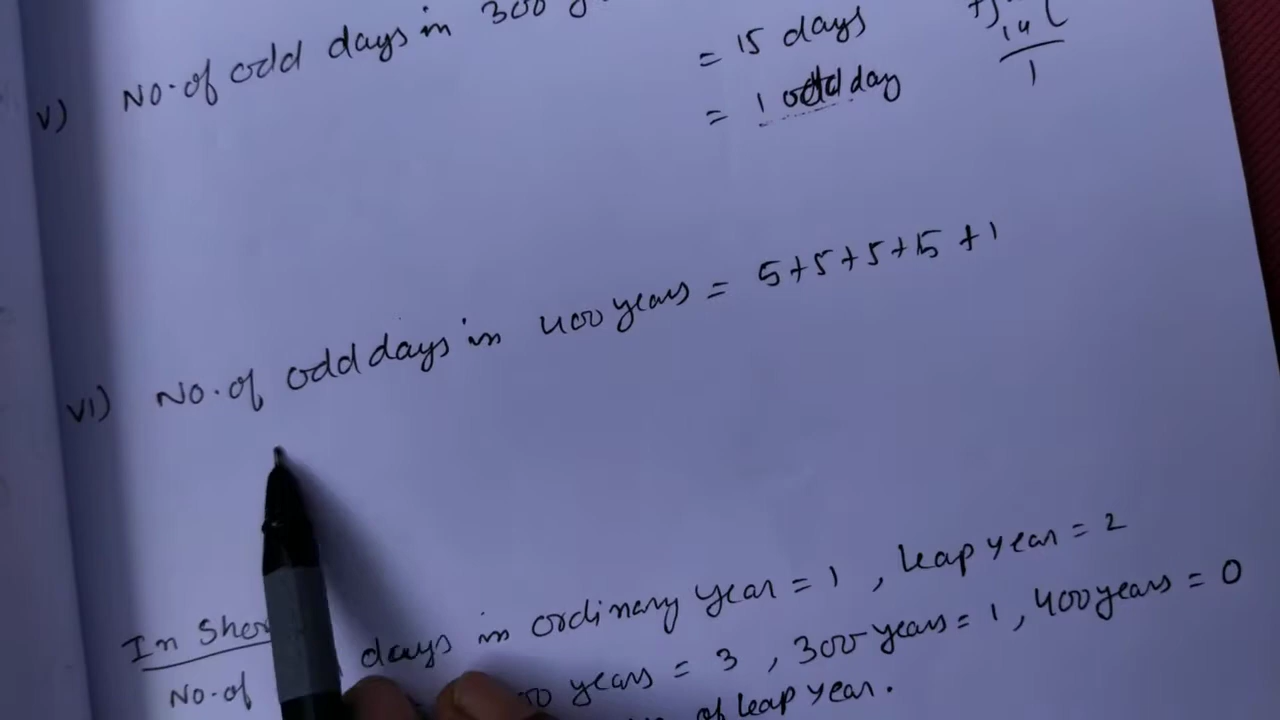 v) No. of odd days in 300
= 15 days
= 1 odd day
14
1
vi) No. of odd days in 400 years = 5+5+5+15+1
In
No. of days in ordinary year = 1, leap year = 2
years = 3, 300 years = 1, 400 years = 0
of leap year.